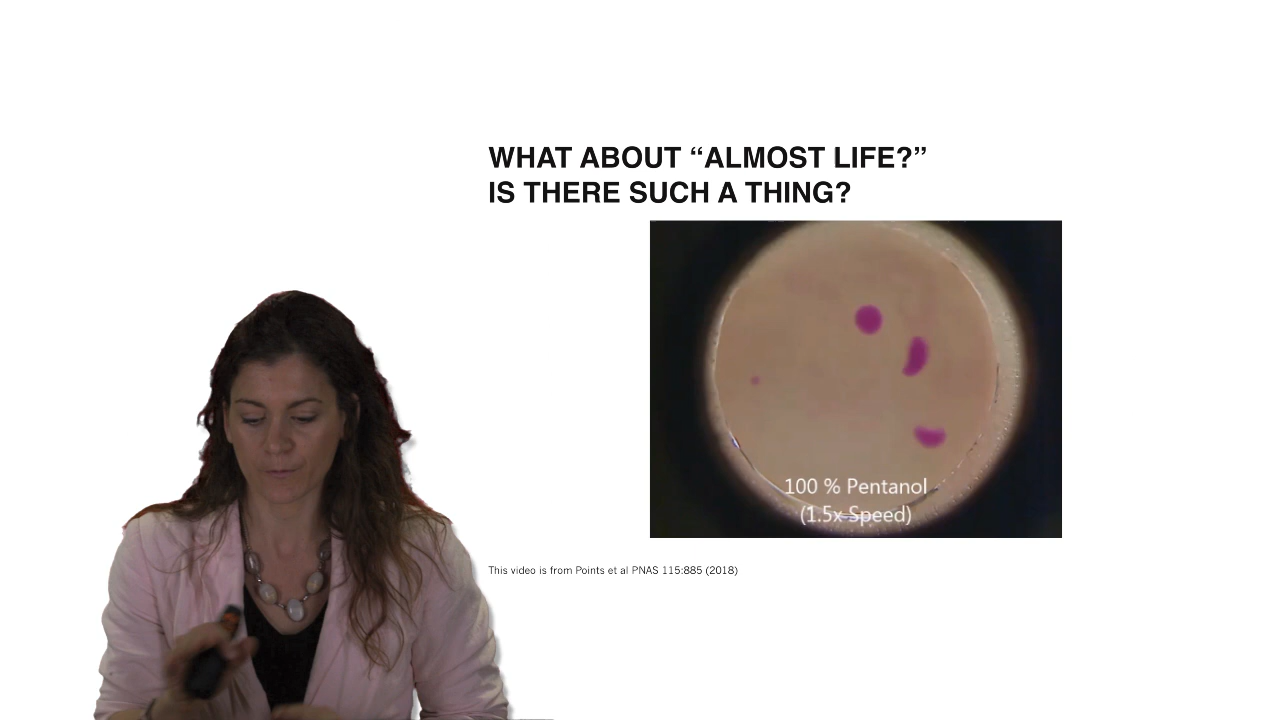 WHAT ABOUT “ALMOST LIFE?”
IS THERE SUCH A THING?
100 % Pentanol
(1.5x Speed)
This video is from Points et al PNAS 115:885 (2018)